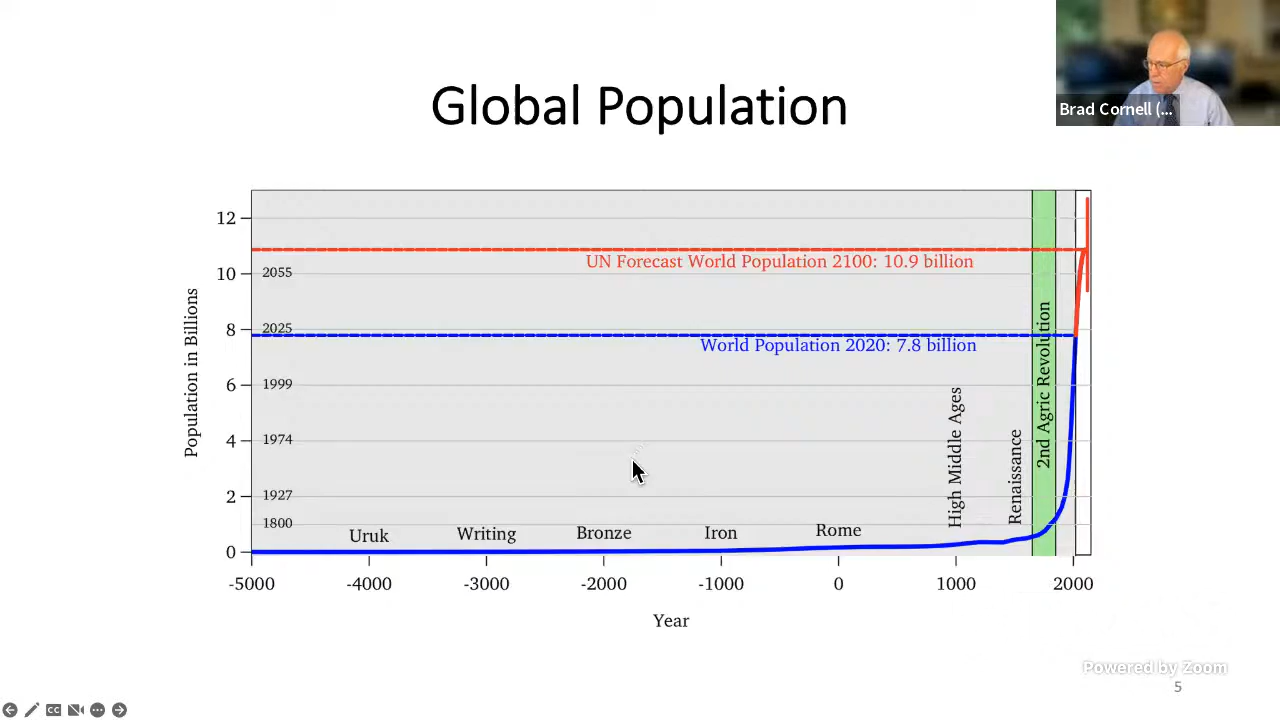 Global Population
Brad Cornell (...
12
10
8
6
4
2
0
Population in Billions
2055
2025
1999
1974
1927
1800
UN Forecast World Population 2100: 10.9 billion
World Population 2020: 7.8 billion
Uruk
Writing
Bronze
Iron
Rome
High Middle Ages
Renaissance
2nd Agric Revolution
-5000
-4000
-3000
-2000
-1000
0
1000
2000
Year
Powered by Zoom
5
CC